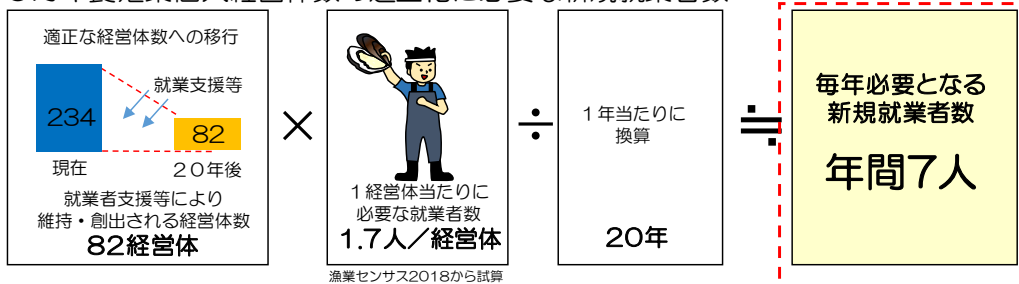 適正な経営体数への移行
就業支援等
234
82
現在
20年後
就業者支援等により
維持・創出される経営体数
82経営体
×
1経営体当たりに
必要な就業者数
1.7人／経営体
漁業センサス2018から試算
÷
1年当たりに
換算
20年
≒
毎年必要となる
新規就業者数
年間7人